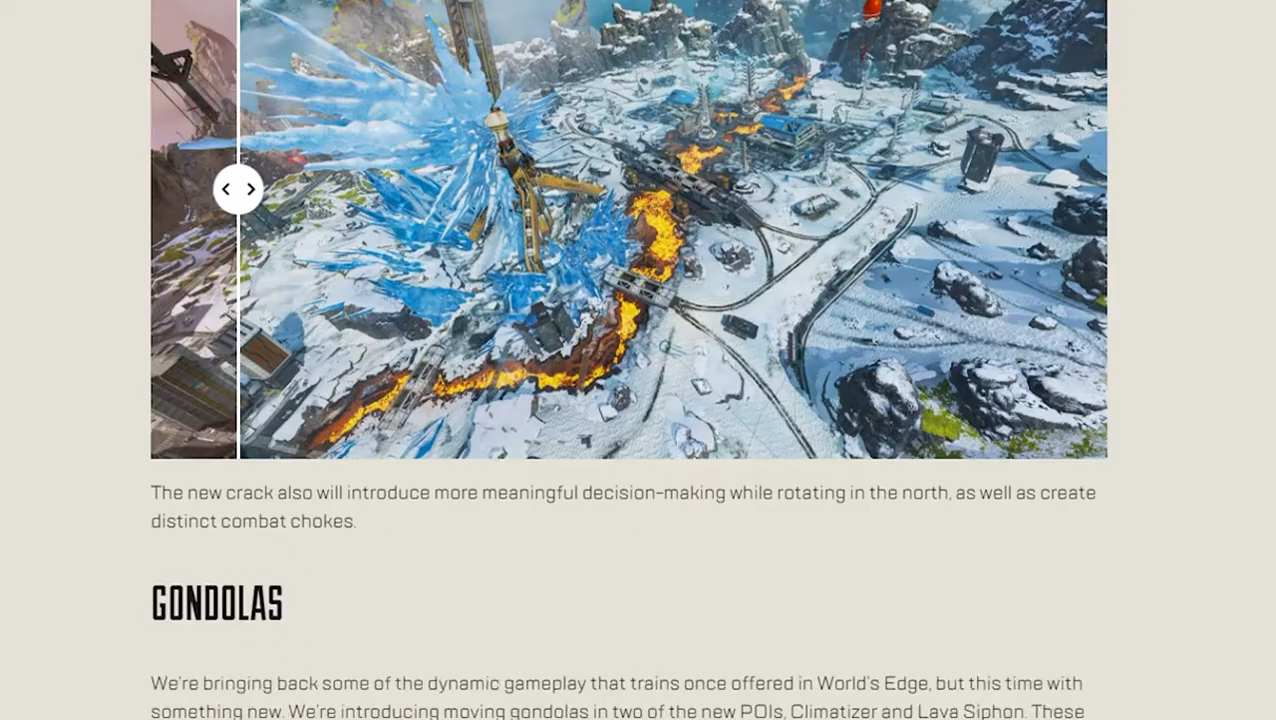 The new crack also will introduce more meaningful decision-making while rotating in the north, as well as create
distinct combat chokes.
GONDOLAS
We're bringing back some of the dynamic gameplay that trains once offered in World's Edge, but this time with
something new. We're introducing moving gondolas in two of the new POIs, Climatizer and Lava Siphon. These